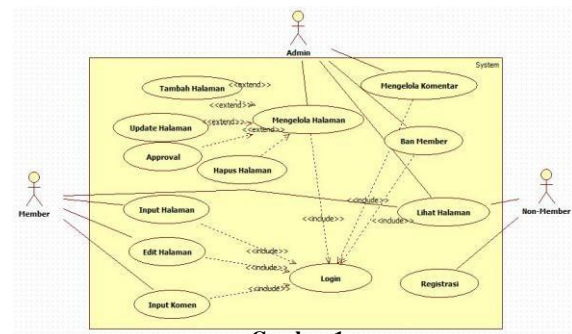 Admin
System
Tambah Halaman
<<extend>>
Mengelola Komentar
<<extend>>
Mengelola Halaman
Update Halaman
<<extend>>
<<extend>>
Ban Member
Approval
Hapus Halaman
Member
Input Halaman
<<include>>
<<include>>
<<include>>
Lihat Halaman
Non-Member
Edit Halaman
<<include>>
<<include>>
Login
Registrasi
Input Komen
<<include>>